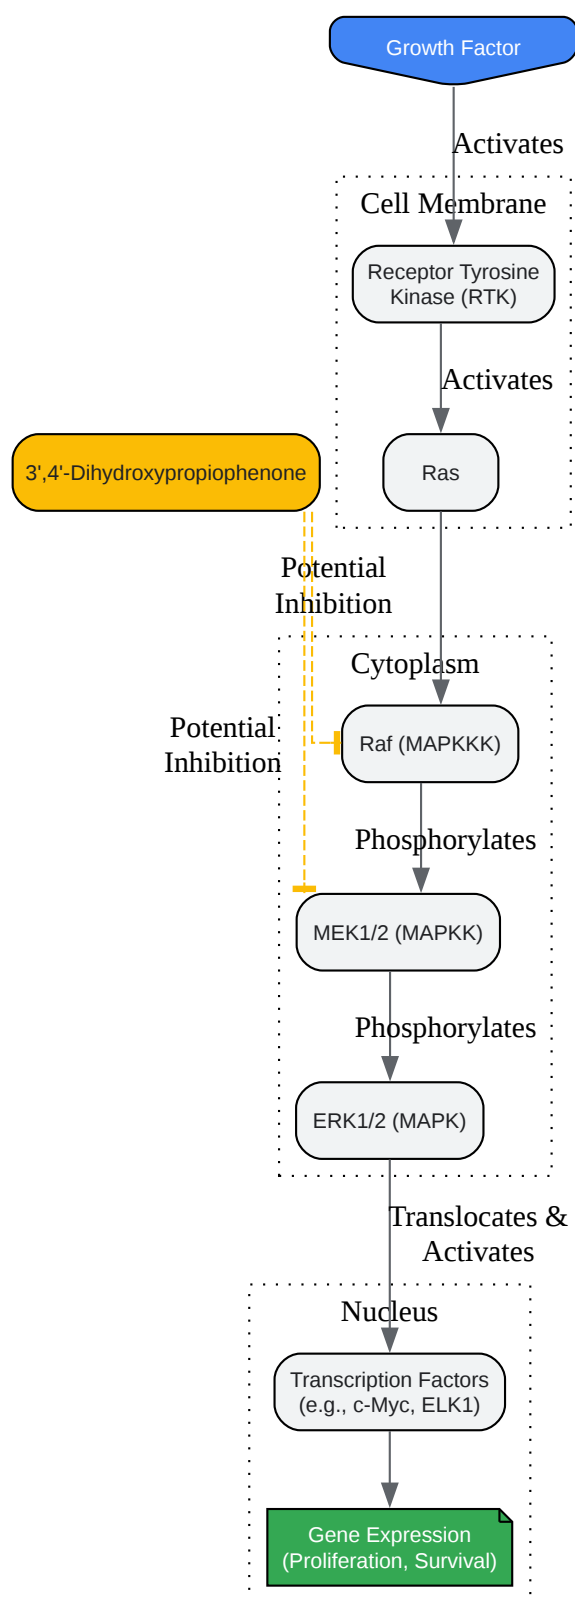 Growth Factor
Activates
Cell Membrane
Receptor Tyrosine
Kinase (RTK)
Activates
3',4'-Dihydroxypropiophenone
Ras
Potential
Inhibition
Cytoplasm
Potential
Inhibition
Raf (MAPKKK)
Phosphorylates
MEK1/2 (MAPKK)
Phosphorylates
ERK1/2 (MAPK)
Translocates &
Activates
Nucleus
Transcription Factors
(e.g., c-Myc, ELK1)
Gene Expression
(Proliferation, Survival)